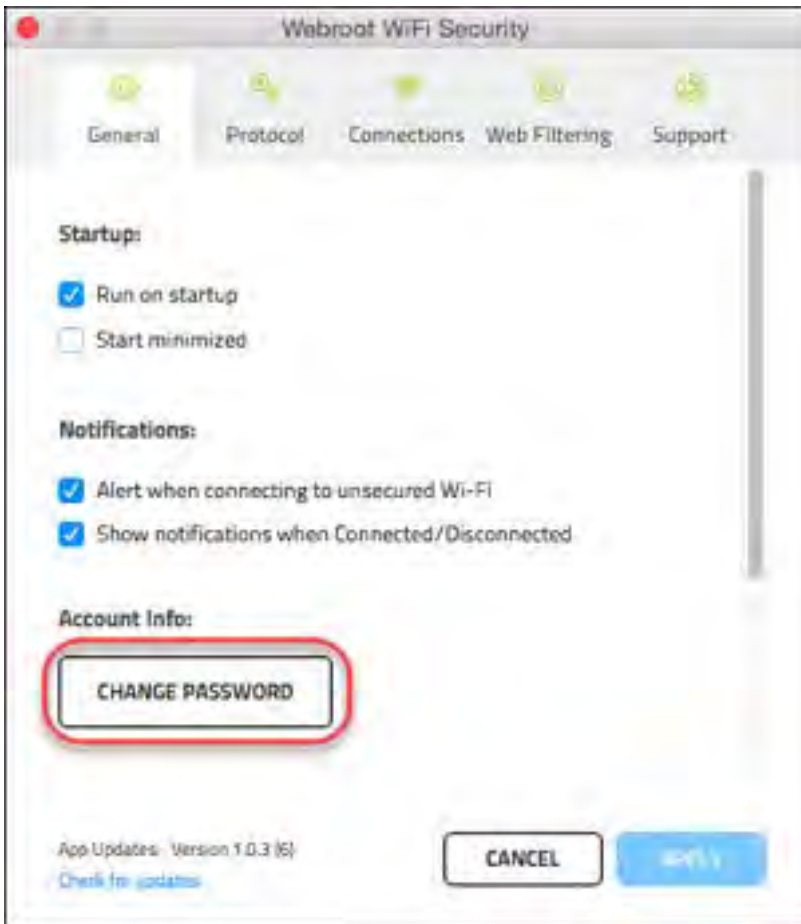 Webroot WiFi Security
General Protocol Connections Web Filtering Support
Startup:
Run on startup
Start minimized
Notifications:
Alert when connecting to unsecured Wi-Fi
Show notifications when Connected/Disconnected
Account Info:
CHANGE PASSWORD
App Updates: Version 1.0.3 (6)
Check for updates
CANCEL APPLY